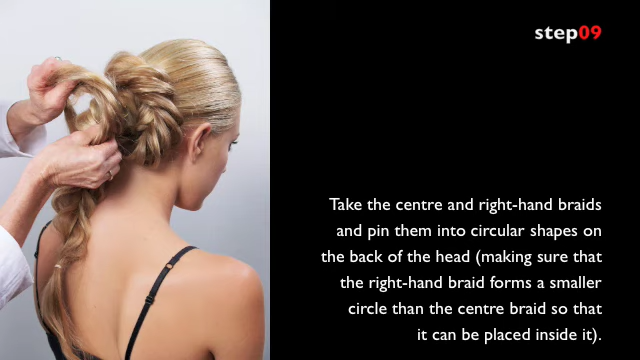 step09
Take the centre and right-hand braids
and pin them into circular shapes on
the back of the head (making sure that
the right-hand braid forms a smaller
circle than the centre braid so that
it can be placed inside it).